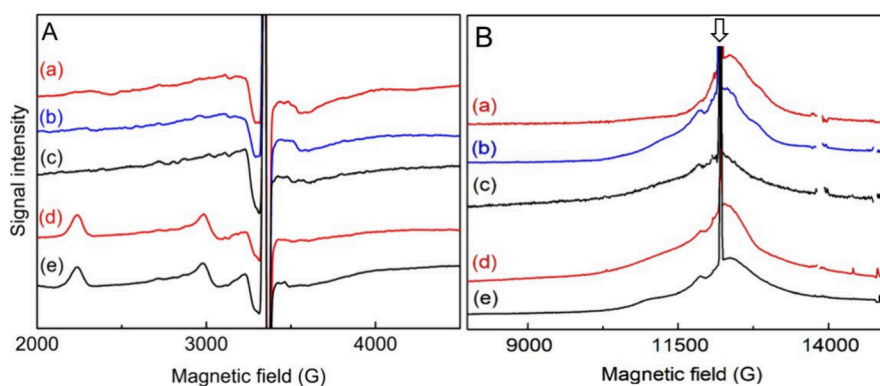 A
(a)
(b)
(c)
(d)
(e)
Signal intensity
2000
3000
4000
Magnetic field (G)
B
(a)
(b)
(c)
(d)
(e)
9000
11500
14000
Magnetic field (G)